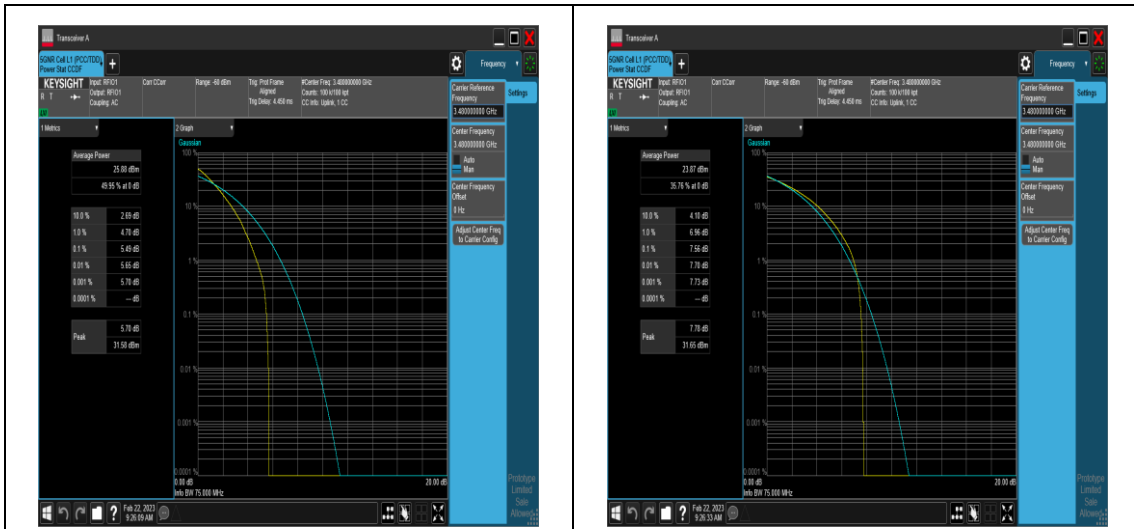 Transceiver A
5GNR Cell L1 (PCC/TDD)
Power Stat CCDF
Frequency
KEYSIGHT
Input: RFIO1
Output: RFIO1
Coupling: AC
R T
Corr CCorr
Range: -60 dBm
Trig: Prot Frame
Aligned
Trig Delay: 4.450 ms
#Center Freq: 3.480000000 GHz
Counts: 100 k/100 kpt
CC Info: Uplink, 1 CC
Carrier Reference
Frequency
3.480000000 GHz
Settings
1 Metrics
2 Graph
Gaussian
Center Frequency
3.480000000 GHz
Auto
Man
Center Frequency
Offset
0 Hz
Adjust Center Freq
to Carrier Config
Average Power
25.88 dBm
49.95 % at 0 dB
10.0 % 2.69 dB
1.0 % 4.70 dB
0.1 % 5.49 dB
0.01 % 5.65 dB
0.001 % 5.70 dB
0.0001 % --- dB
Peak
5.70 dB
31.58 dBm
100 %
10 %
1 %
0.1 %
0.01 %
0.001 %
0.0001 %
0.00 dB
20.00 dB
Info BW 75.000 MHz
Prototype
Limited
Sale
Allowed
Feb 22, 2023
9:26:09 AM
Transceiver A
5GNR Cell L1 (PCC/TDD)
Power Stat CCDF
Frequency
KEYSIGHT
Input: RFIO1
Output: RFIO1
Coupling: AC
R T
Corr CCorr
Range: -60 dBm
Trig: Prot Frame
Aligned
Trig Delay: 4.450 ms
#Center Freq: 3.480000000 GHz
Counts: 100 k/100 kpt
CC Info: Uplink, 1 CC
Carrier Reference
Frequency
3.480000000 GHz
Settings
1 Metrics
2 Graph
Gaussian
Center Frequency
3.480000000 GHz
Auto
Man
Center Frequency
Offset
0 Hz
Adjust Center Freq
to Carrier Config
Average Power
23.87 dBm
35.76 % at 0 dB
10.0 % 4.10 dB
1.0 % 6.96 dB
0.1 % 7.56 dB
0.01 % 7.70 dB
0.001 % 7.73 dB
0.0001 % --- dB
Peak
7.78 dB
31.65 dBm
100 %
10 %
1 %
0.1 %
0.01 %
0.001 %
0.0001 %
0.00 dB
20.00 dB
Info BW 75.000 MHz
Prototype
Limited
Sale
Allowed
Feb 22, 2023
9:26:33 AM